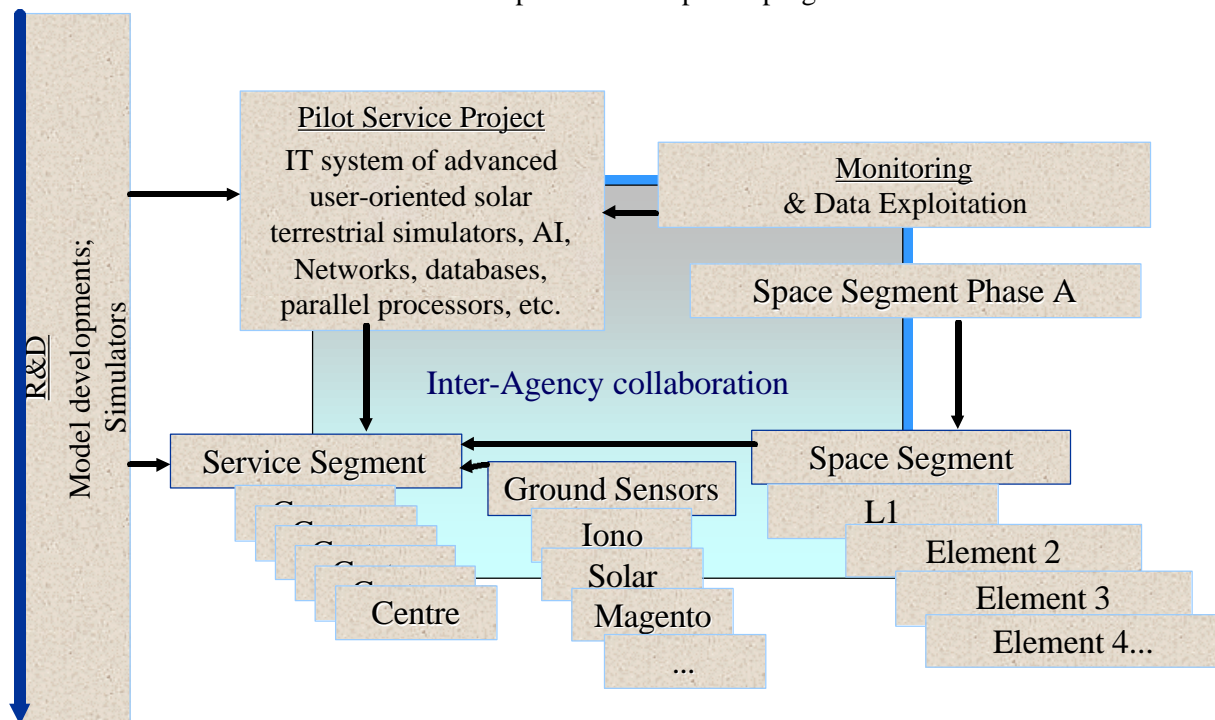 R&D
Model developments;
Simulators
Pilot Service Project
IT system of advanced
user-oriented solar
terrestrial simulators, AI,
Networks, databases,
parallel processors, etc.
Monitoring
& Data Exploitation
Space Segment Phase A
Inter-Agency collaboration
Service Segment
Space Segment
Ground Sensors
L1
Iono
Element 2
Solar
Element 3
Centre
Magento
Element 4...
...